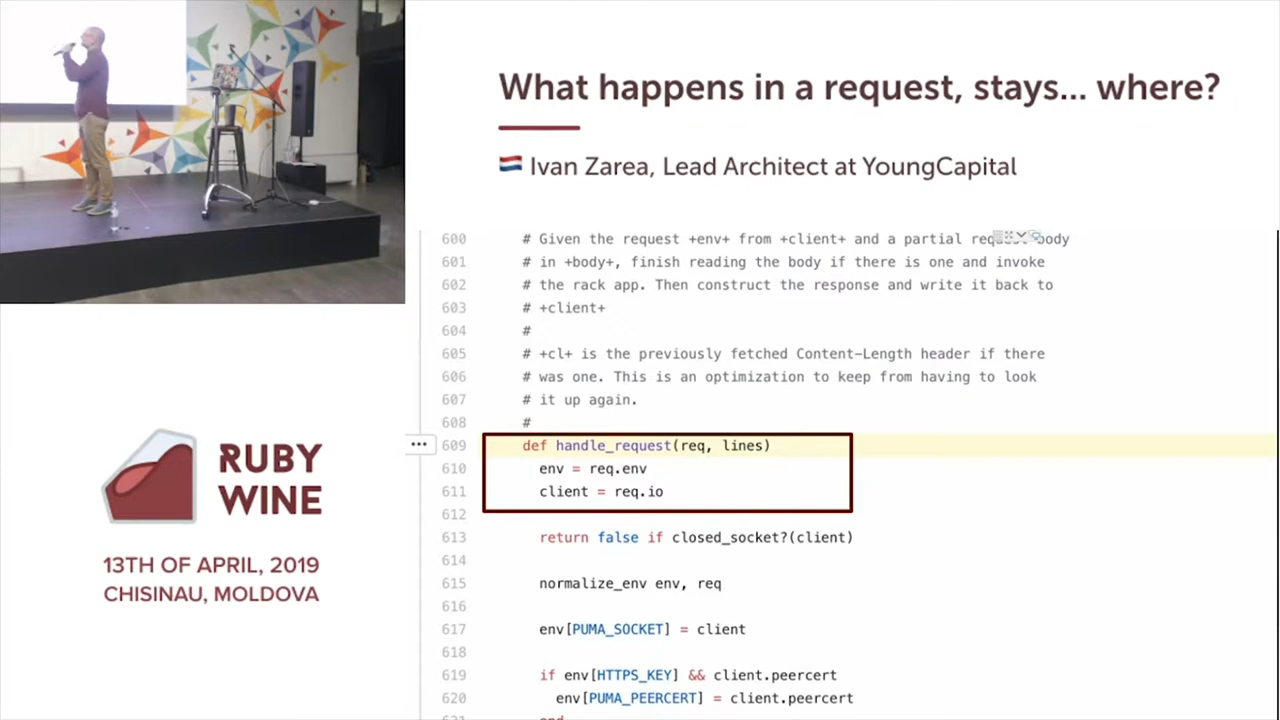 What happens in a request, stays... where?
Ivan Zarea, Lead Architect at YoungCapital
RUBY
WINE
13TH OF APRIL, 2019
CHISINAU, MOLDOVA
600 # Given the request +env+ from +client+ and a partial request body
601 # in +body+, finish reading the body if there is one and invoke
602 # the rack app. Then construct the response and write it back to
603 # +client+
604 #
605 # +cl+ is the previously fetched Content-Length header if there
606 # was one. This is an optimization to keep from having to look
607 # it up again.
608 #
609 def handle_request(req, lines)
610 env = req.env
611 client = req.io
612
613 return false if closed_socket?(client)
614
615 normalize_env env, req
616
617 env[PUMA_SOCKET] = client
618
619 if env[HTTPS_KEY] && client.peercert
620 env[PUMA_PEERCERT] = client.peercert